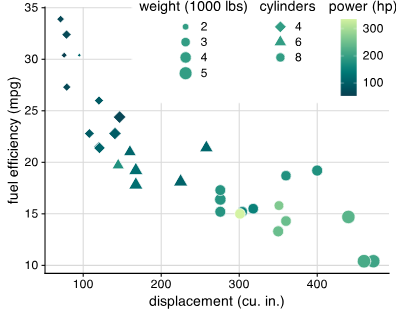 weight (1000 lbs) cylinders power (hp)
2 4 300
3 6 200
4 8 100
5
35
30
25
20
15
10
fuel efficiency (mpg)
100 200 300 400
displacement (cu. in.)